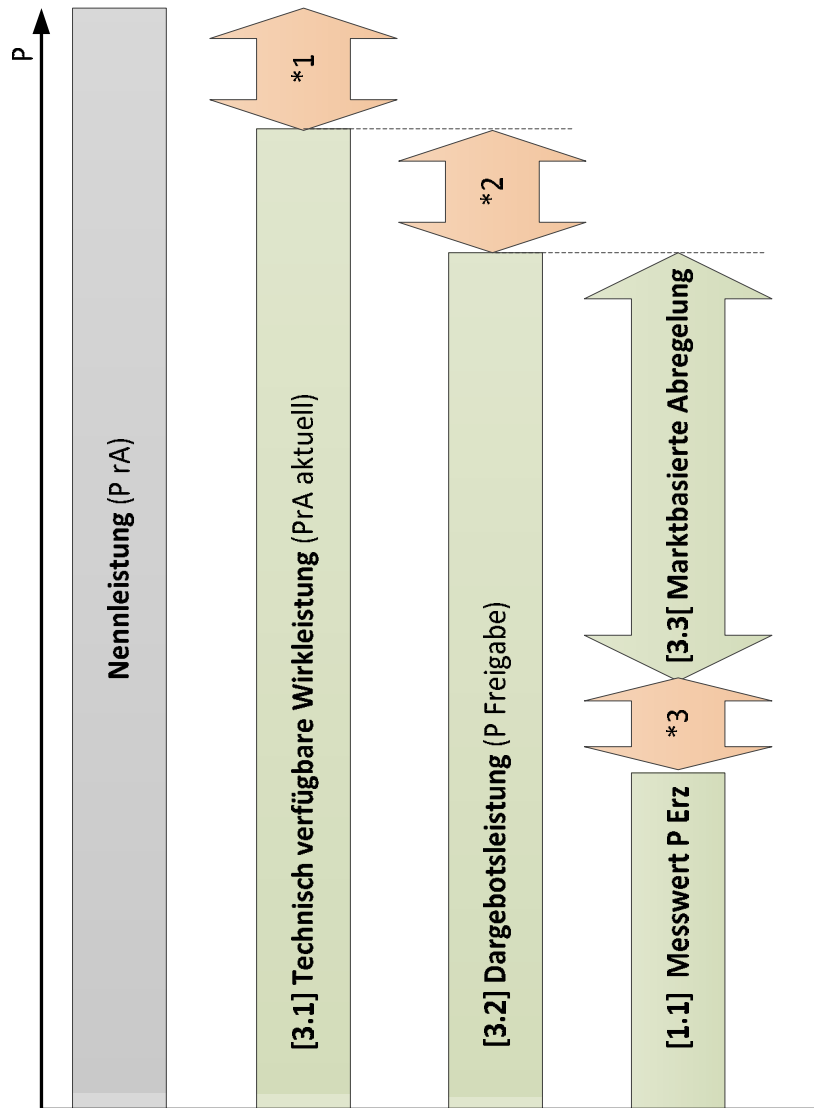 P
Nennleistung (P rA)
*1
[3.1] Technisch verfügbare Wirkleistung (PrA aktuell)
*2
[3.2] Dargebotsleistung (P Freigabe)
[3.3[ Marktbasierte Abregelung
*3
[1.1] Messwert P Erz